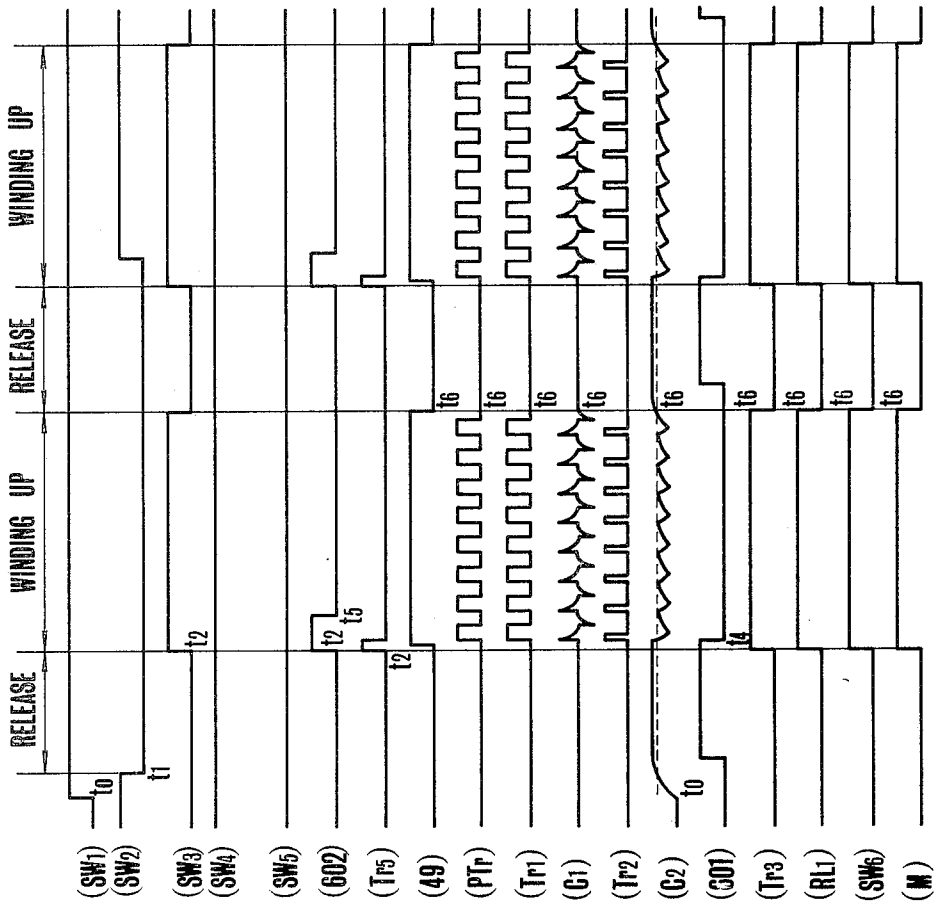 RELEASE
WINDING UP
RELEASE
WINDING UP
(SW1)
t0
(SW2)
t1
(SW3)
t2
(SW4)
(SW5)
(602)
t2
t5
(Tr5)
t2
(49)
t6
(PTr)
t6
(Tr1)
t6
(C1)
t6
(Tr2)
(C2)
t0
t6
(601)
t4
(Tr3)
t6
(RL1)
t6
(SW6)
t6
(M)
t6